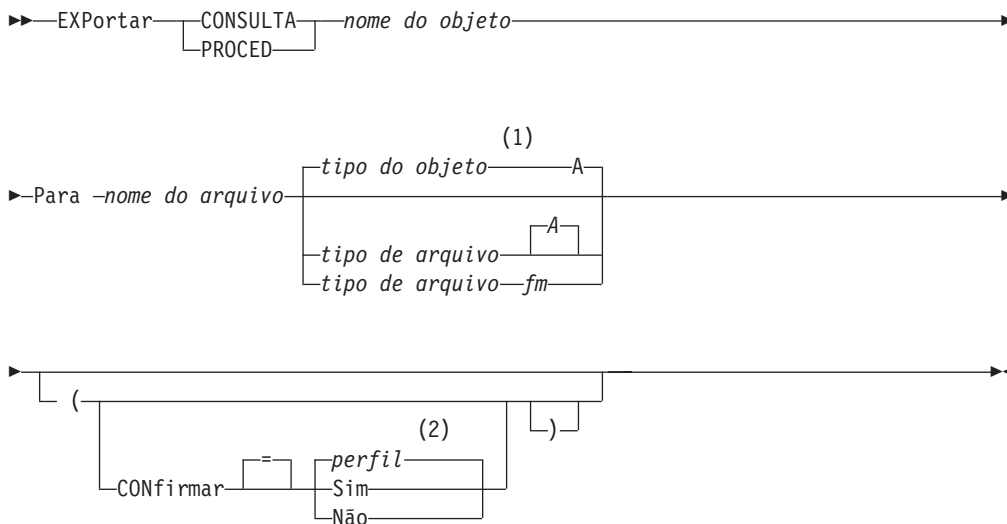 EXPortar CONSULTA nome do objeto
PROCED
(1)
tipo do objeto A
Para nome do arquivo
A
tipo de arquivo
tipo de arquivo fm
(
)
(2)
=
perfil
CONfirmar
Sim
Não